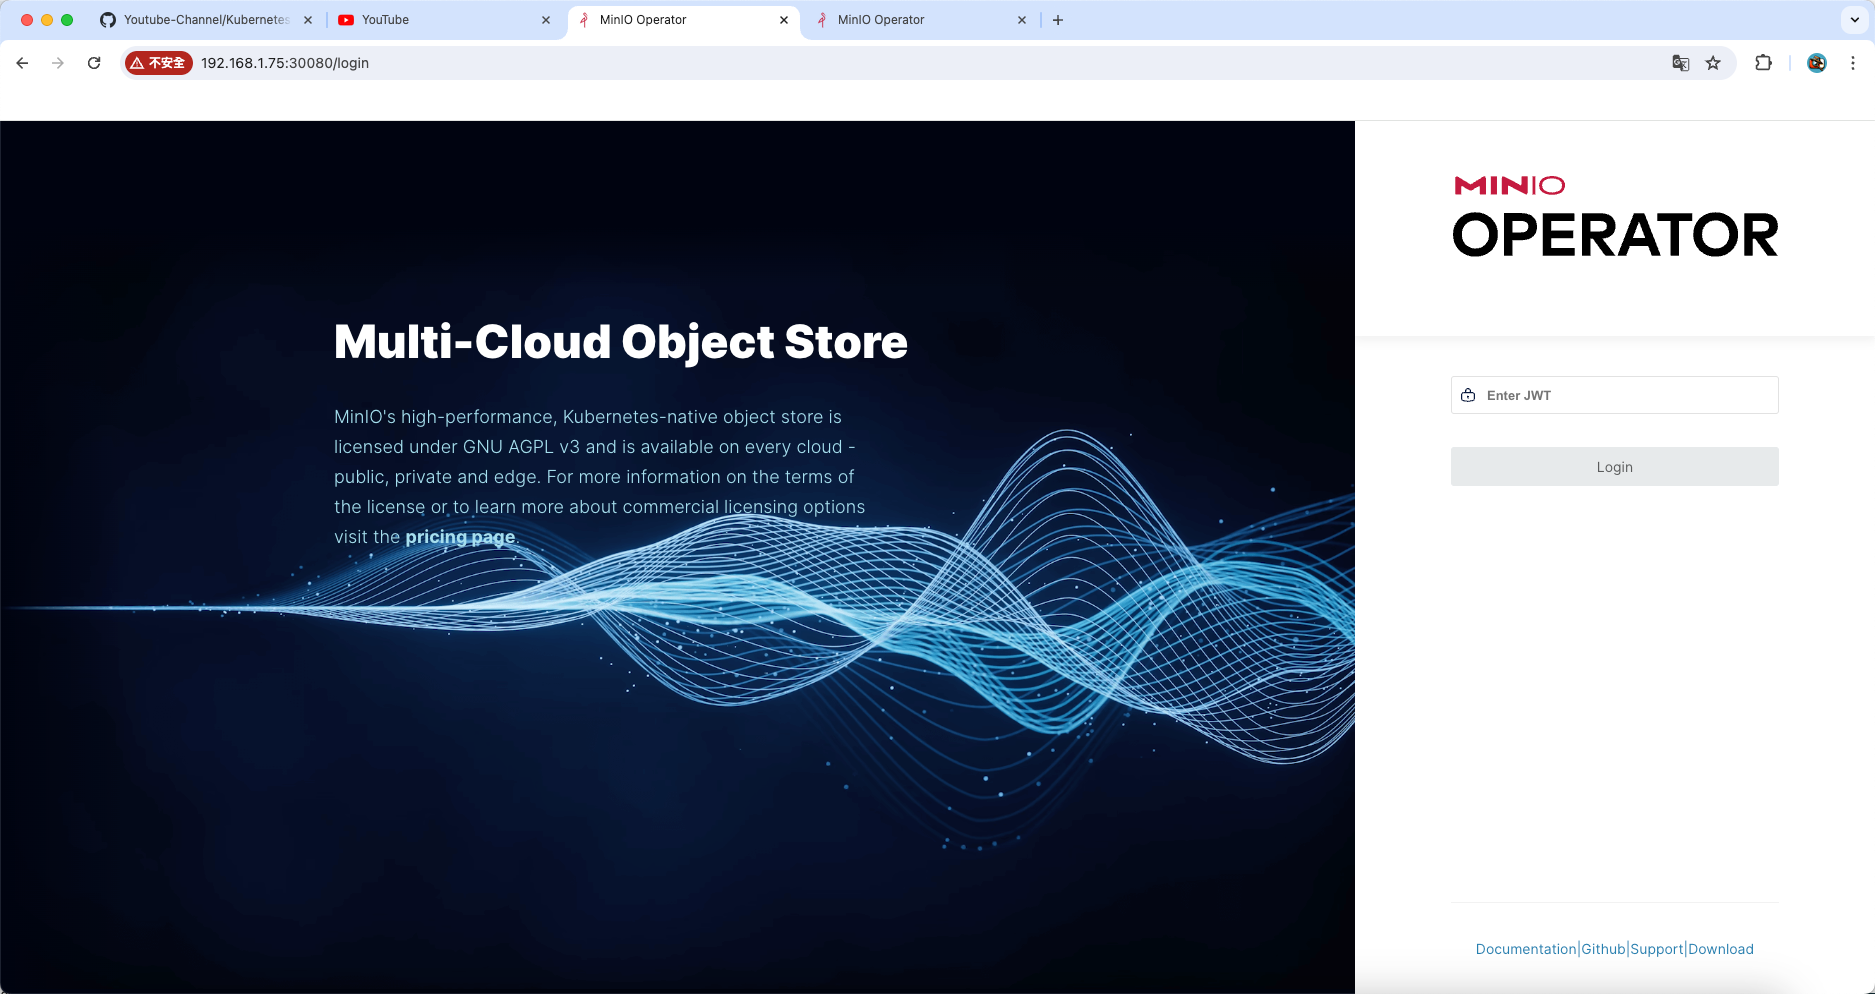 Youtube-Channel/Kubernetes
YouTube
MinIO Operator
MinIO Operator
不安全
192.168.1.75:30080/login
MINIO
OPERATOR
Multi-Cloud Object Store
MinIO's high-performance, Kubernetes-native object store is
licensed under GNU AGPL v3 and is available on every cloud -
public, private and edge. For more information on the terms of
the license or to learn more about commercial licensing options
visit the pricing page.
Enter JWT
Login
Documentation|Github|Support|Download